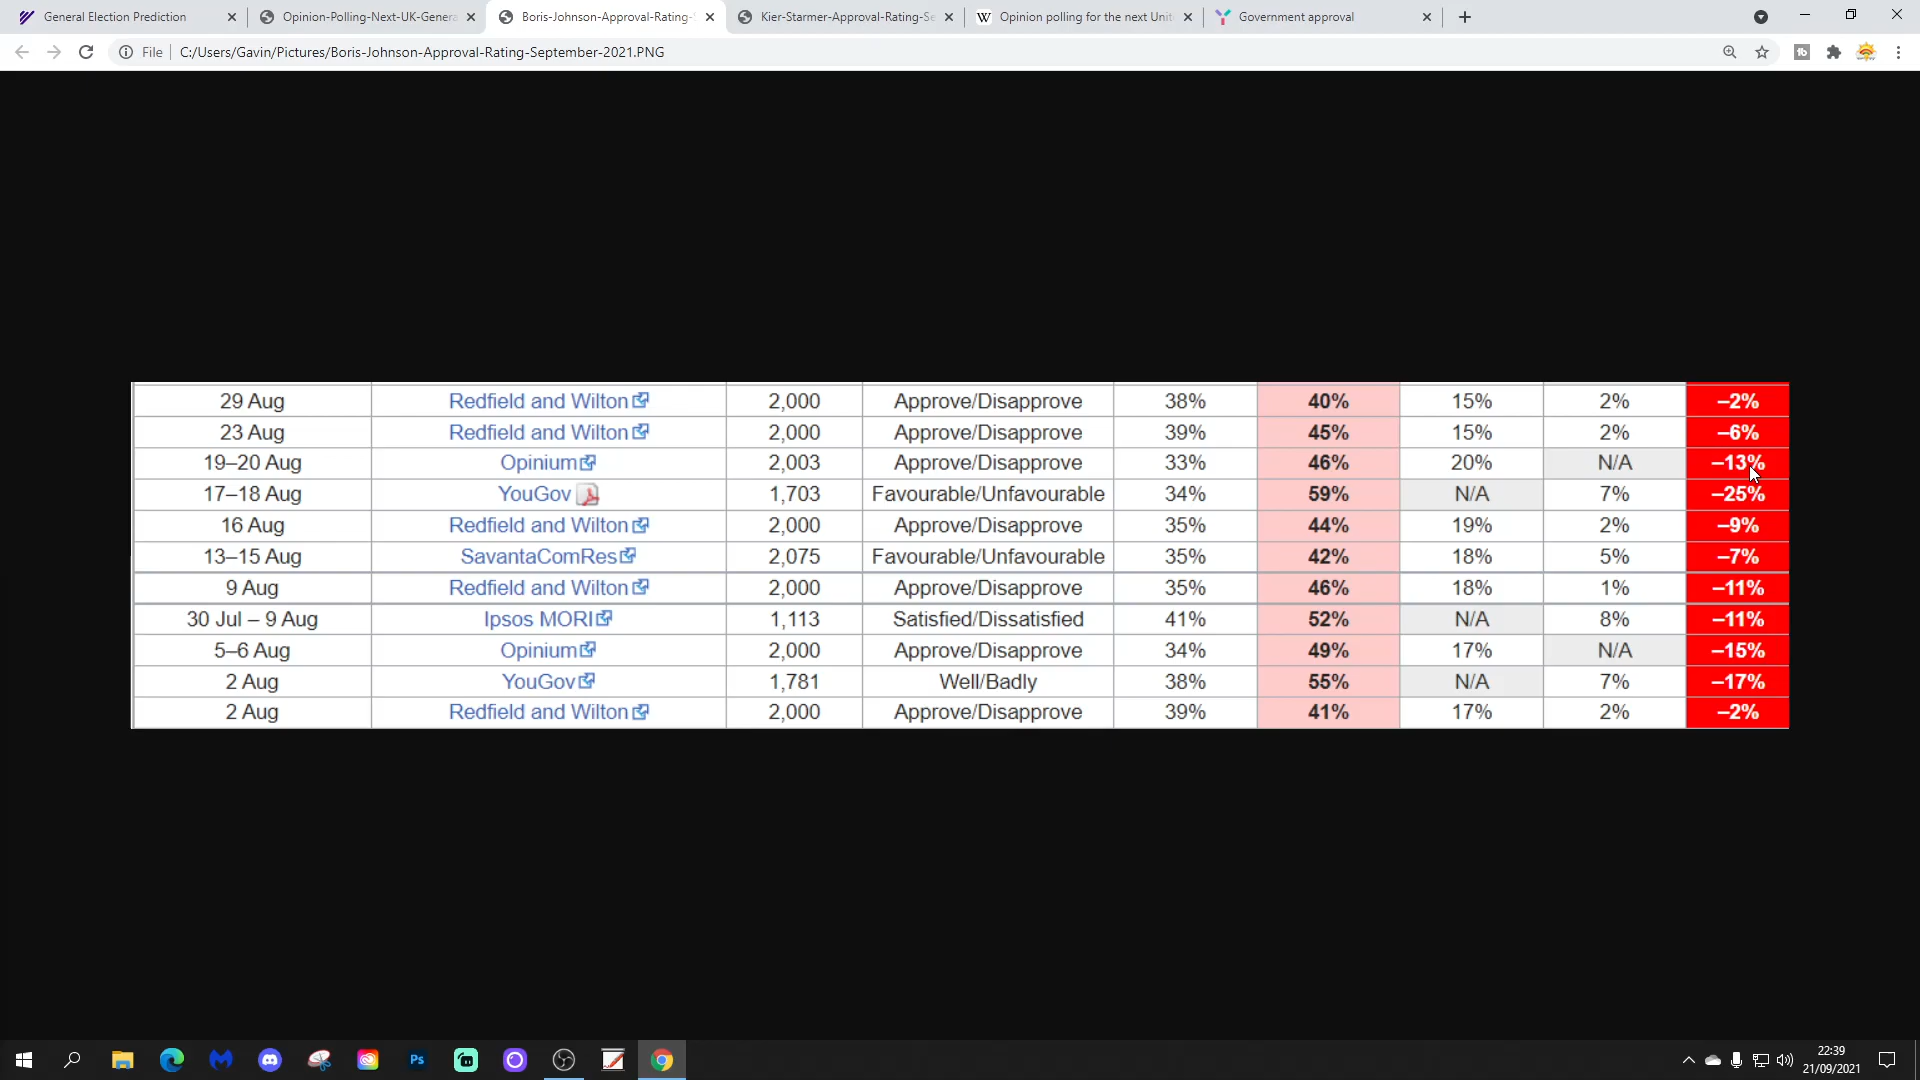 General Election Prediction
Opinion-Polling-Next-UK-Genera
Boris-Johnson-Approval-Rating-
Kier-Starmer-Approval-Rating-Se
W Opinion polling for the next Unit
Government approval
File C:/Users/Gavin/Pictures/Boris-Johnson-Approval-Rating-September-2021.PNG
29 Aug Redfield and Wilton 2,000 Approve/Disapprove 38% 40% 15% 2% –2%
23 Aug Redfield and Wilton 2,000 Approve/Disapprove 39% 45% 15% 2% –6%
19–20 Aug Opinium 2,003 Approve/Disapprove 33% 46% 20% N/A –13%
17–18 Aug YouGov 1,703 Favourable/Unfavourable 34% 59% N/A 7% –25%
16 Aug Redfield and Wilton 2,000 Approve/Disapprove 35% 44% 19% 2% –9%
13–15 Aug SavantaComRes 2,075 Favourable/Unfavourable 35% 42% 18% 5% –7%
9 Aug Redfield and Wilton 2,000 Approve/Disapprove 35% 46% 18% 1% –11%
30 Jul – 9 Aug Ipsos MORI 1,113 Satisfied/Dissatisfied 41% 52% N/A 8% –11%
5–6 Aug Opinium 2,000 Approve/Disapprove 34% 49% 17% N/A –15%
2 Aug YouGov 1,781 Well/Badly 38% 55% N/A 7% –17%
2 Aug Redfield and Wilton 2,000 Approve/Disapprove 39% 41% 17% 2% –2%
Ps
22:39
21/09/2021